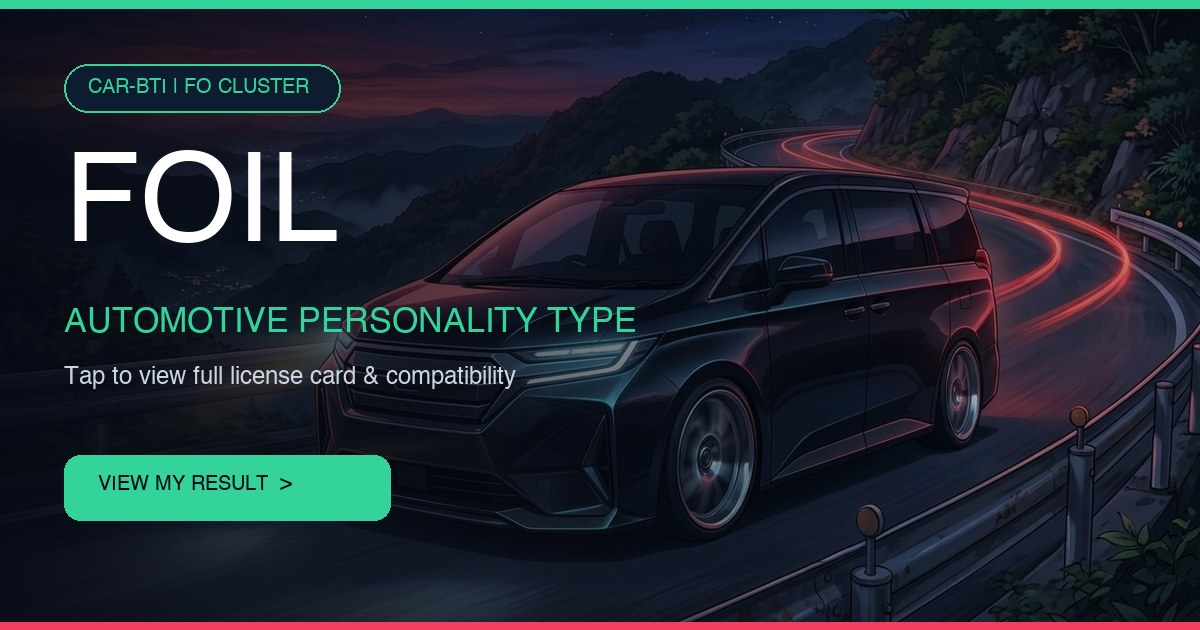 CAR-BTI | FO CLUSTER
FOIL
AUTOMOTIVE PERSONALITY TYPE
Tap to view full license card & compatibility
VIEW MY RESULT >